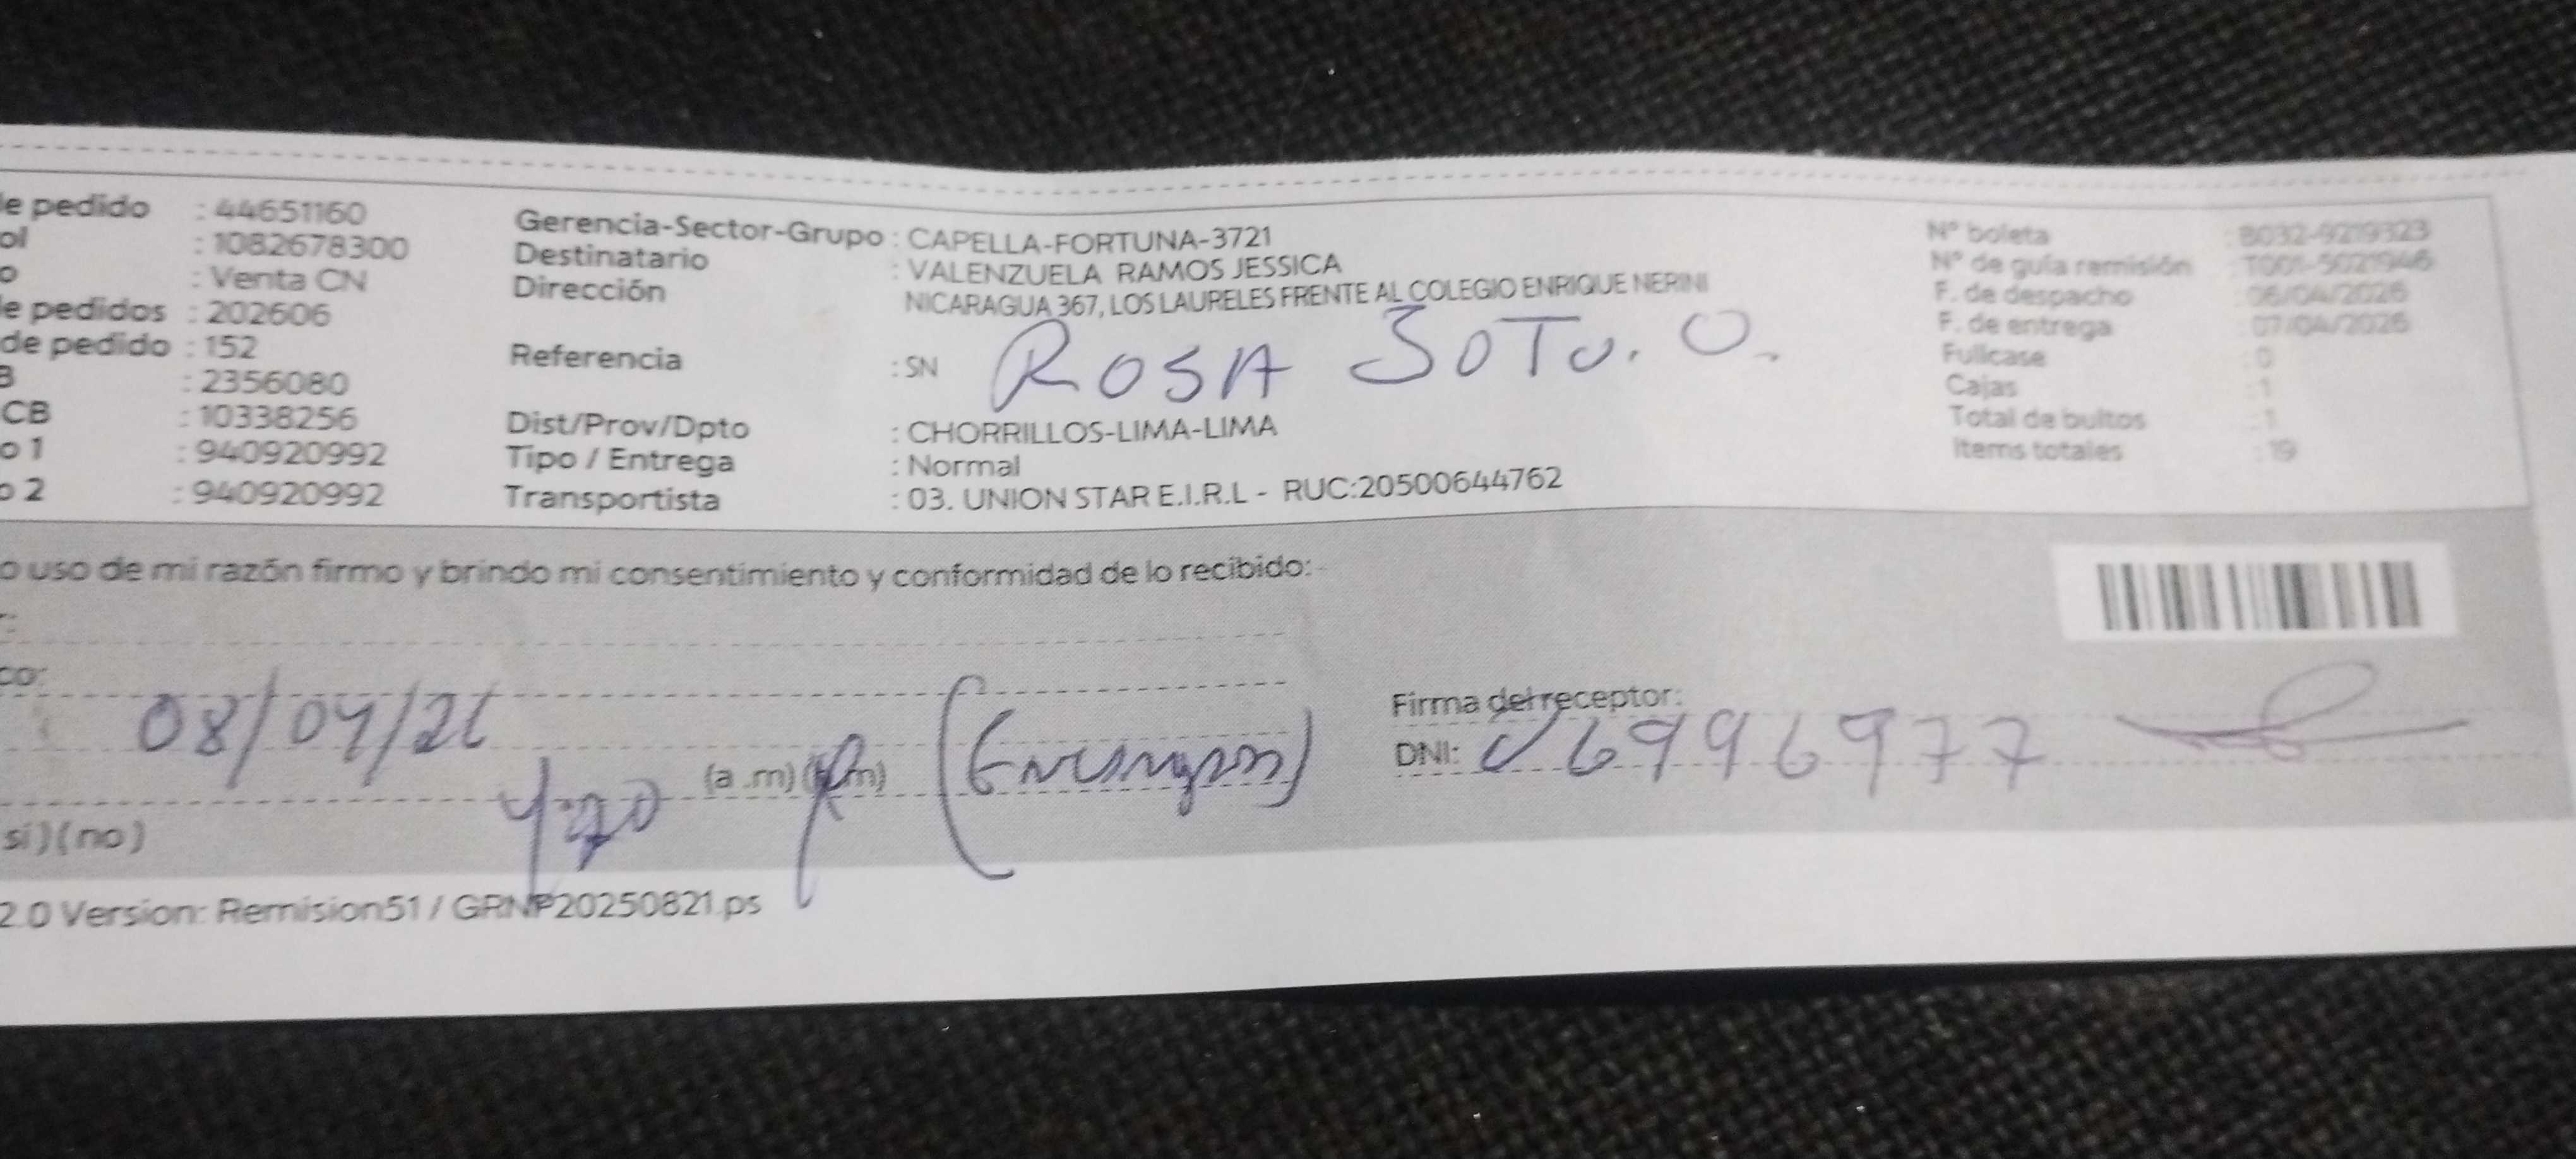 de pedido : 44651160
ol : 1082678300
o : Venta CN
de pedidos : 202606
de pedido : 152
B : 2356080
CB : 10338256
o 1 : 940920992
o 2 : 940920992
Gerencia-Sector-Grupo : CAPELLA-FORTUNA-3721
Destinatario : VALENZUELA RAMOS JESSICA
Dirección NICARAGUA 367, LOS LAURELES FRENTE AL COLEGIO ENRIQUE NERINI
Referencia : SN ROSA SOTO. O.
Dist/Prov/Dpto : CHORRILLOS-LIMA-LIMA
Tipo / Entrega : Normal
Transportista : 03. UNION STAR E.I.R.L - RUC:20500644762
N° boleta : B032-9219323
N° de guía remisión : T001-5021946
F. de despacho : 06/04/2026
F. de entrega : 07/04/2026
Fullcase : 0
Cajas : 1
Total de bultos : 1
Items totales : 19
o uso de mi razón firmo y brindo mi consentimiento y conformidad de lo recibido:
r:
co:
08/04/26
(a .m) (p.m)
Firma del receptor:
DNI: 6996977
si ) ( no )
2.0 Version: Remision51 / GRNP20250821.ps